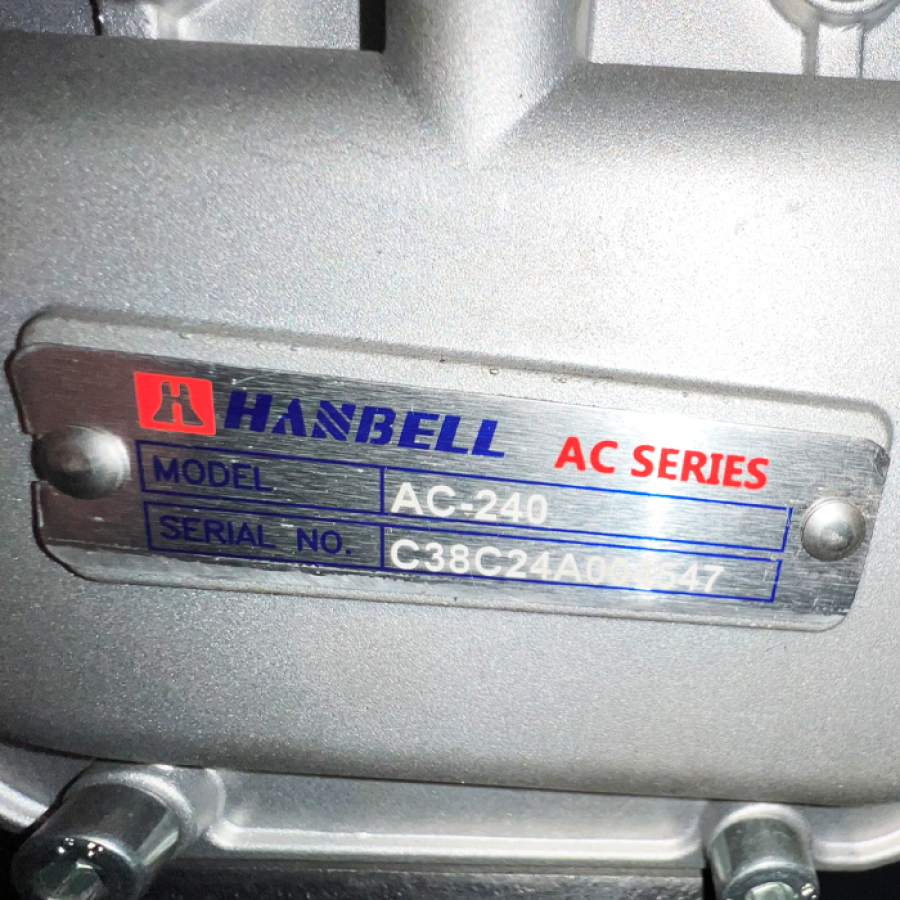 HANBELL
AC SERIES
MODEL AC-240
SERIAL NO.